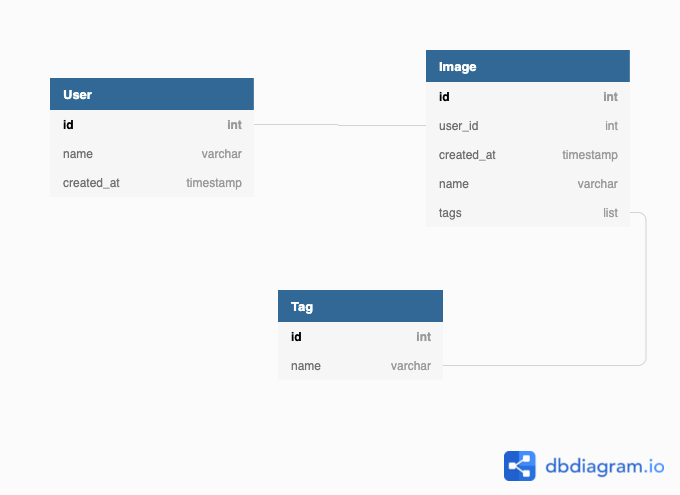 User
id int
name varchar
created_at timestamp
Image
id int
user_id int
created_at timestamp
name varchar
tags list
Tag
id int
name varchar
dbdiagram.io